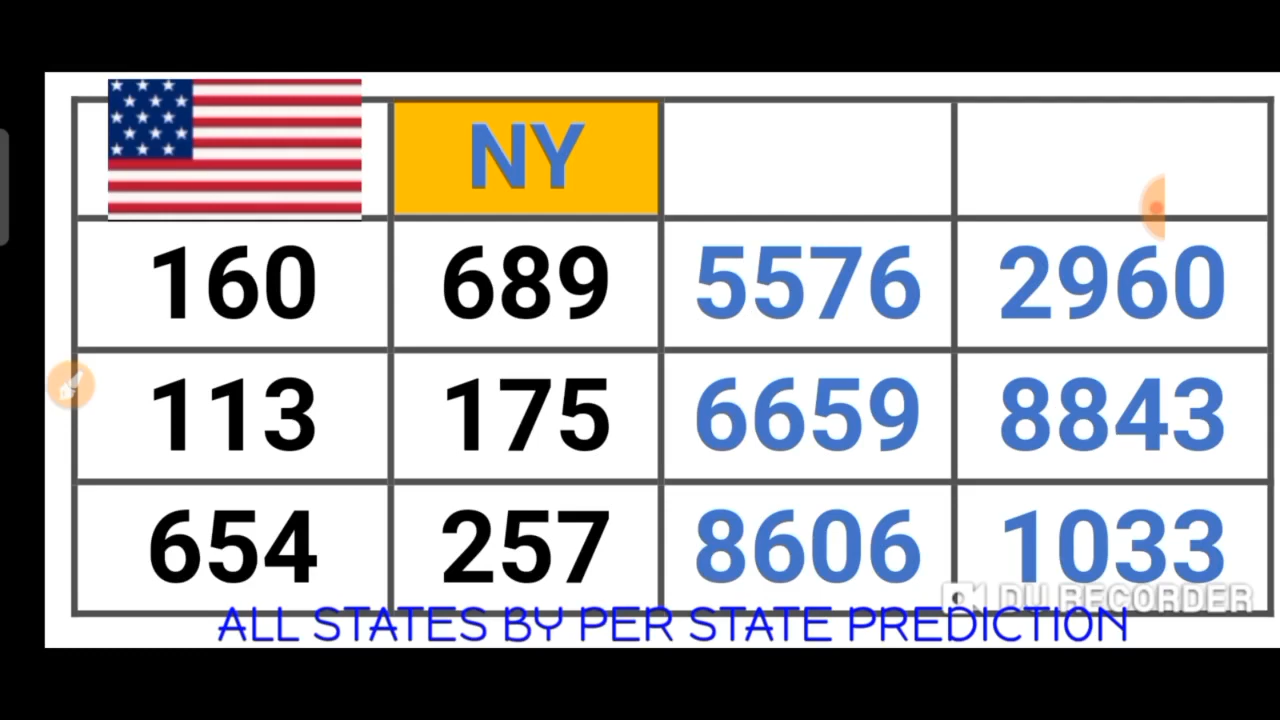 NY
160 689 5576 2960
113 175 6659 8843
654 257 8606 1033
DU RECORDER
ALL STATES BY PER STATE PREDICTION